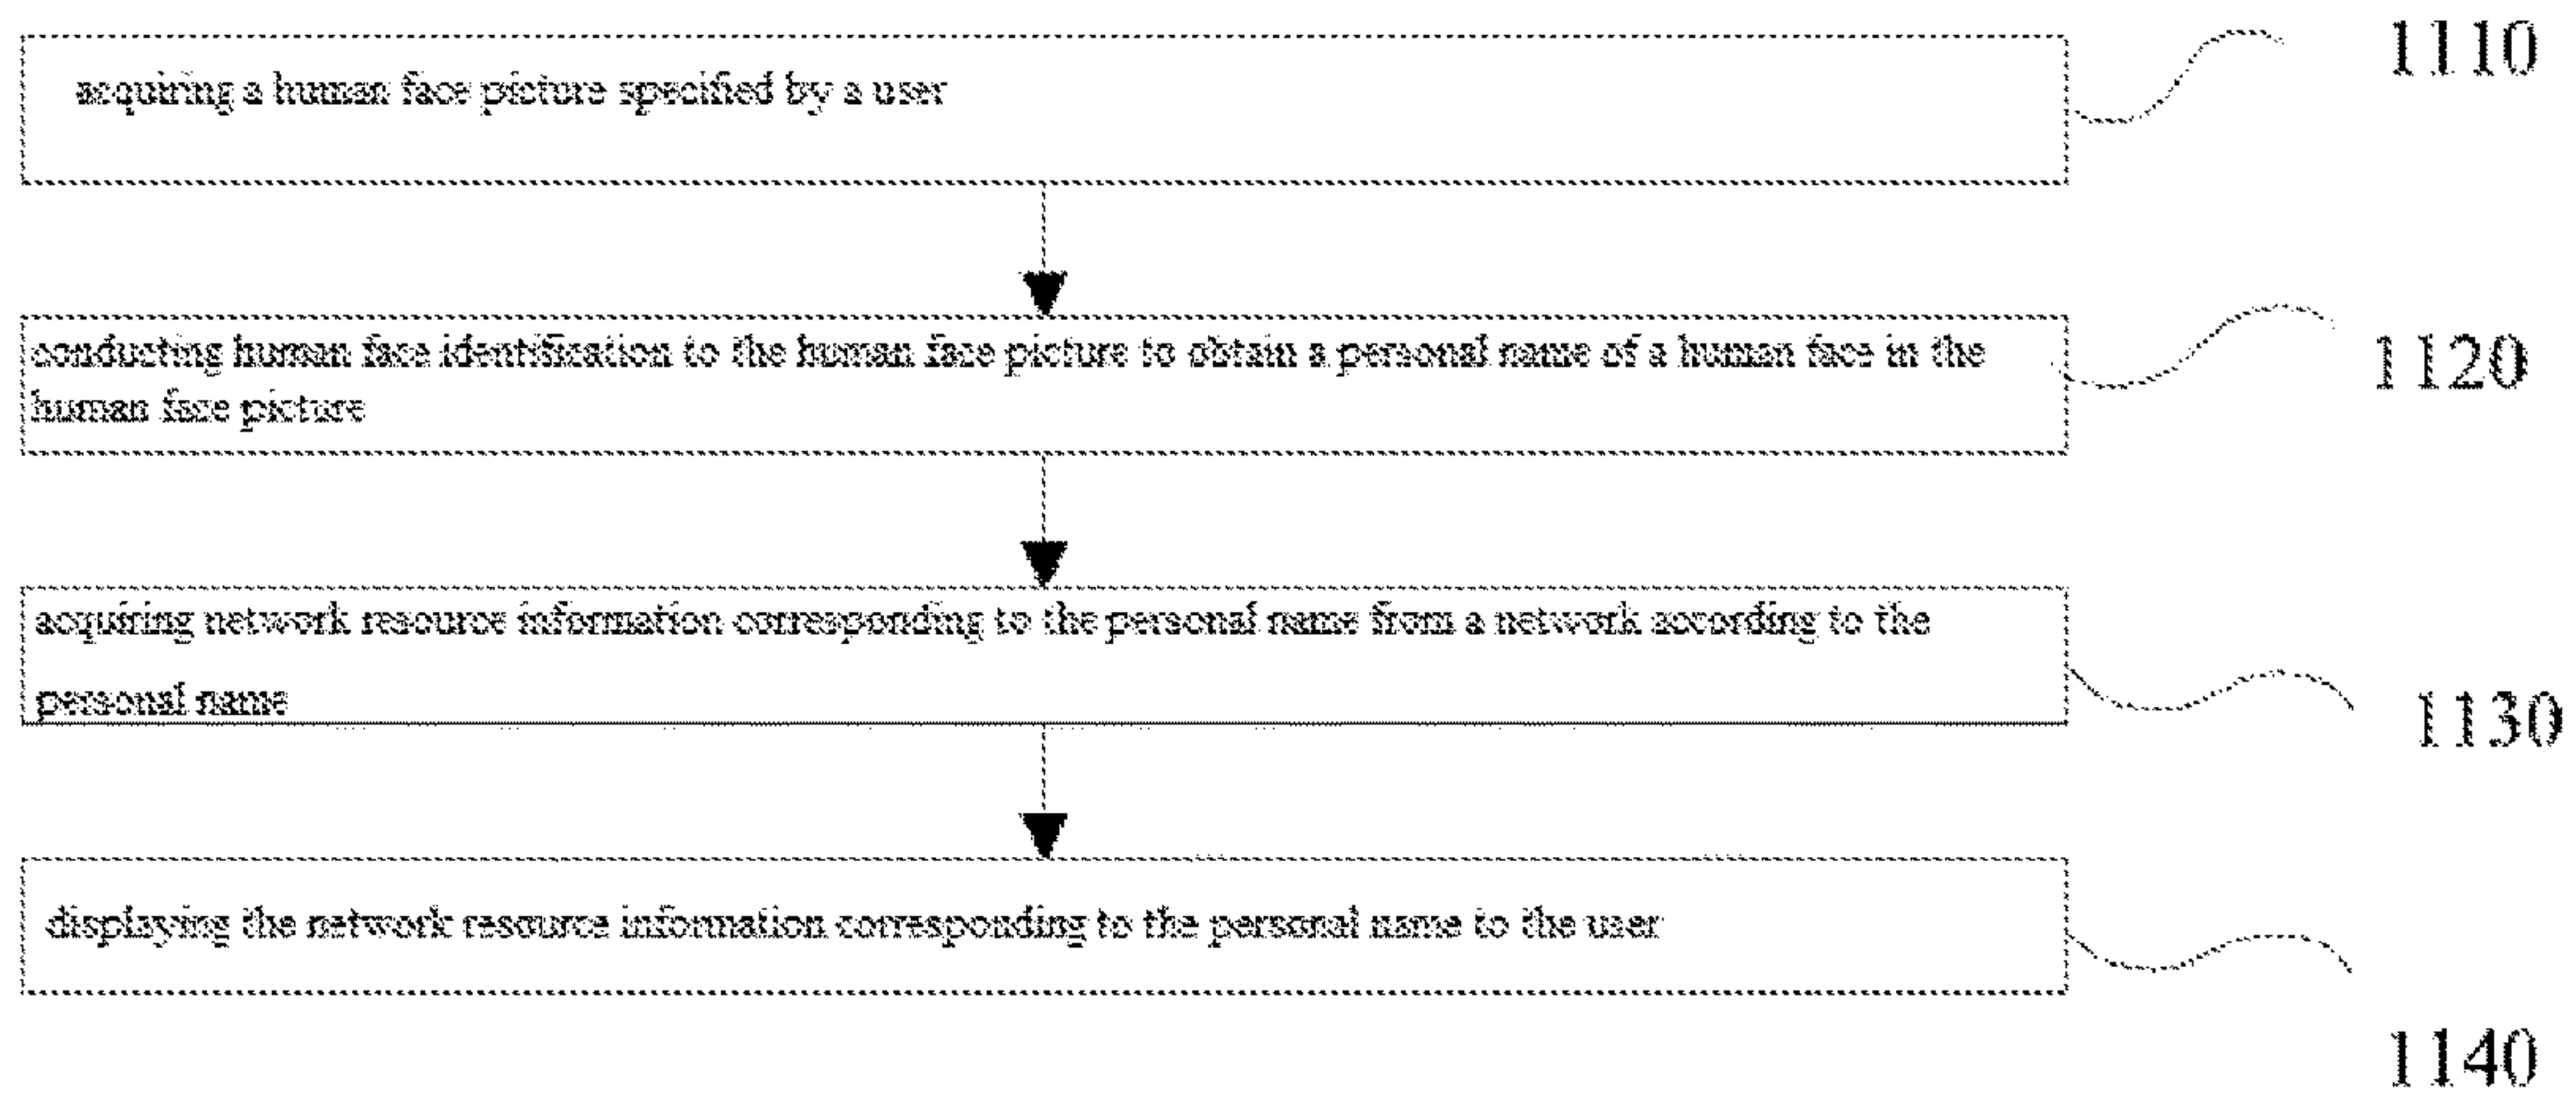 acquiring a human face picture specified by a user
1110
conducting human face identification to the human face picture to obtain a personal name of a human face in the
human face picture
1120
acquiring network resource information corresponding to the personal name from a network according to the
personal name
1130
displaying the network resource information corresponding to the personal name to the user
1140